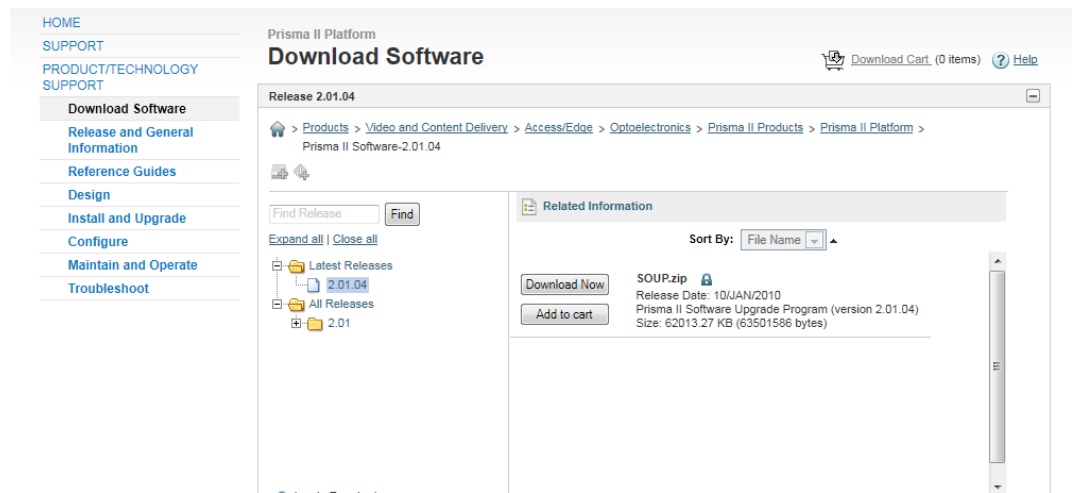 HOME
SUPPORT
PRODUCT/TECHNOLOGY
SUPPORT
Download Software
Release and General
Information
Reference Guides
Design
Install and Upgrade
Configure
Maintain and Operate
Troubleshoot
Prisma II Platform
Download Software
Download Cart (0 items) ? Help
Release 2.01.04
> Products > Video and Content Delivery > Access/Edge > Optoelectronics > Prisma II Products > Prisma II Platform >
Prisma II Software-2.01.04
Find Release Find
Expand all | Close all
Latest Releases
2.01.04
All Releases
2.01
Related Information
Sort By: File Name
Download Now
Add to cart
SOUP.zip
Release Date: 10/JAN/2010
Prisma II Software Upgrade Program (version 2.01.04)
Size: 62013.27 KB (63501586 bytes)